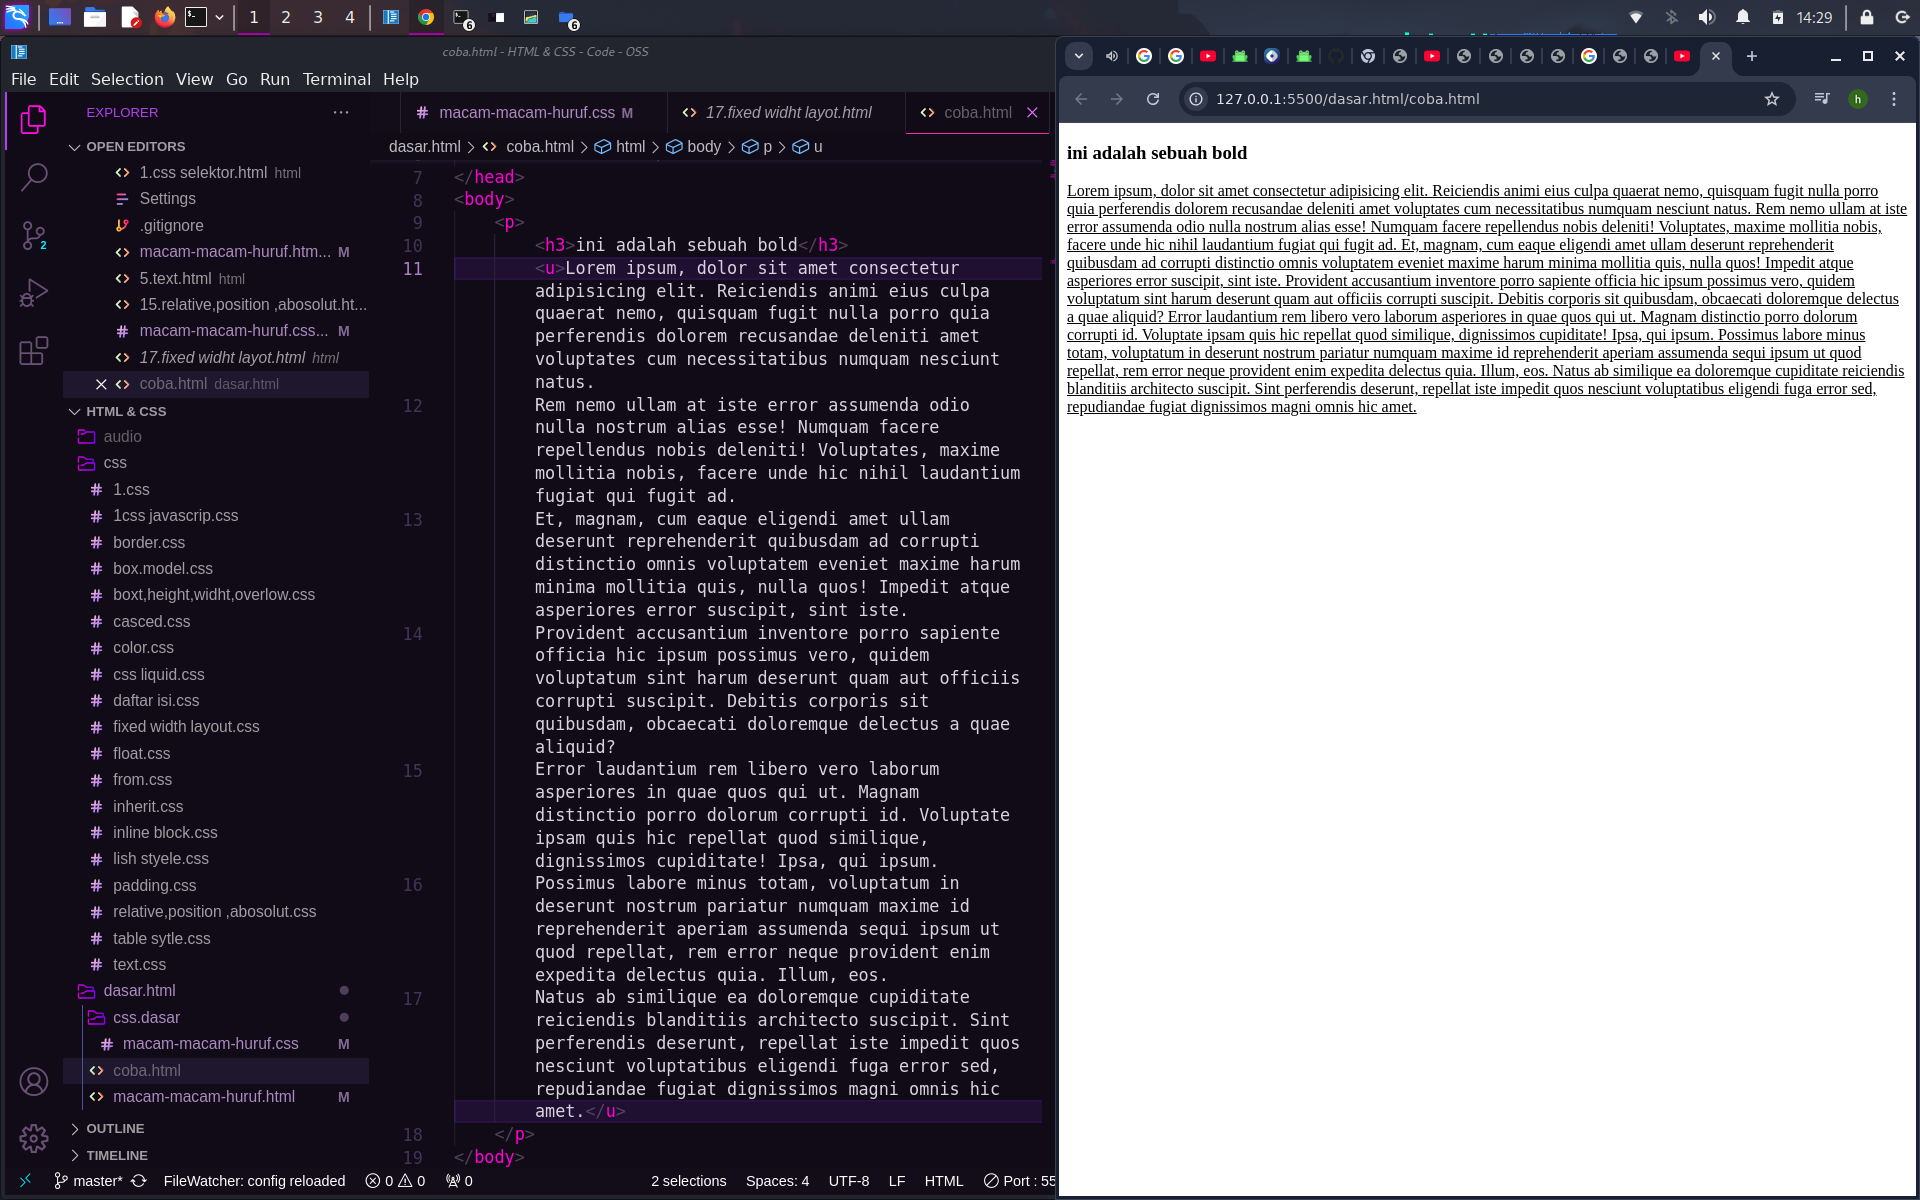 1 2 3 4
6
6
14:29
coba.html - HTML & CSS - Code - OSS
File Edit Selection View Go Run Terminal Help
EXPLORER
OPEN EDITORS
1.css selektor.html html
Settings
.gitignore
macam-macam-huruf.htm... M
5.text.html html
15.relative,position ,abosolut.ht...
macam-macam-huruf.css... M
17.fixed widht layot.html html
coba.html dasar.html
HTML & CSS
audio
css
1.css
1css javascrip.css
border.css
box.model.css
boxt,height,widht,overlow.css
casced.css
color.css
css liquid.css
daftar isi.css
fixed width layout.css
float.css
from.css
inherit.css
inline block.css
lish styele.css
padding.css
relative,position ,abosolut.css
table sytle.css
text.css
dasar.html
css.dasar
macam-macam-huruf.css M
coba.html
macam-macam-huruf.html M
OUTLINE
TIMELINE
2
macam-macam-huruf.css M 17.fixed widht layot.html coba.html
dasar.html > coba.html > html > body > p > u
7 </head>
8 <body>
9 <p>
10 <h3>ini adalah sebuah bold</h3>
11 <u>Lorem ipsum, dolor sit amet consectetur
adipisicing elit. Reiciendis animi eius culpa
quaerat nemo, quisquam fugit nulla porro quia
perferendis dolorem recusandae deleniti amet
voluptates cum necessitatibus numquam nesciunt
natus.
12 Rem nemo ullam at iste error assumenda odio
nulla nostrum alias esse! Numquam facere
repellendus nobis deleniti! Voluptates, maxime
mollitia nobis, facere unde hic nihil laudantium
fugiat qui fugit ad.
13 Et, magnam, cum eaque eligendi amet ullam
deserunt reprehenderit quibusdam ad corrupti
distinctio omnis voluptatem eveniet maxime harum
minima mollitia quis, nulla quos! Impedit atque
asperiores error suscipit, sint iste.
14 Provident accusantium inventore porro sapiente
officia hic ipsum possimus vero, quidem
voluptatum sint harum deserunt quam aut officiis
corrupti suscipit. Debitis corporis sit
quibusdam, obcaecati doloremque delectus a quae
aliquid?
15 Error laudantium rem libero vero laborum
asperiores in quae quos qui ut. Magnam
distinctio porro dolorum corrupti id. Voluptate
ipsam quis hic repellat quod similique,
dignissimos cupiditate! Ipsa, qui ipsum.
16 Possimus labore minus totam, voluptatum in
deserunt nostrum pariatur numquam maxime id
reprehenderit aperiam assumenda sequi ipsum ut
quod repellat, rem error neque provident enim
expedita delectus quia. Illum, eos.
17 Natus ab similique ea doloremque cupiditate
reiciendis blanditiis architecto suscipit. Sint
perferendis deserunt, repellat iste impedit quos
nesciunt voluptatibus eligendi fuga error sed,
repudiandae fugiat dignissimos magni omnis hic
amet.</u>
18 </p>
19 </body>
master* FileWatcher: config reloaded 0 0 0 2 selections Spaces: 4 UTF-8 LF HTML Port : 55
127.0.0.1:5500/dasar.html/coba.html
h
ini adalah sebuah bold
Lorem ipsum, dolor sit amet consectetur adipisicing elit. Reiciendis animi eius culpa quaerat nemo, quisquam fugit nulla porro
quia perferendis dolorem recusandae deleniti amet voluptates cum necessitatibus numquam nesciunt natus. Rem nemo ullam at iste
error assumenda odio nulla nostrum alias esse! Numquam facere repellendus nobis deleniti! Voluptates, maxime mollitia nobis,
facere unde hic nihil laudantium fugiat qui fugit ad. Et, magnam, cum eaque eligendi amet ullam deserunt reprehenderit
quibusdam ad corrupti distinctio omnis voluptatem eveniet maxime harum minima mollitia quis, nulla quos! Impedit atque
asperiores error suscipit, sint iste. Provident accusantium inventore porro sapiente officia hic ipsum possimus vero, quidem
voluptatum sint harum deserunt quam aut officiis corrupti suscipit. Debitis corporis sit quibusdam, obcaecati doloremque delectus
a quae aliquid? Error laudantium rem libero vero laborum asperiores in quae quos qui ut. Magnam distinctio porro dolorum
corrupti id. Voluptate ipsam quis hic repellat quod similique, dignissimos cupiditate! Ipsa, qui ipsum. Possimus labore minus
totam, voluptatum in deserunt nostrum pariatur numquam maxime id reprehenderit aperiam assumenda sequi ipsum ut quod
repellat, rem error neque provident enim expedita delectus quia. Illum, eos. Natus ab similique ea doloremque cupiditate reiciendis
blanditiis architecto suscipit. Sint perferendis deserunt, repellat iste impedit quos nesciunt voluptatibus eligendi fuga error sed,
repudiandae fugiat dignissimos magni omnis hic amet.